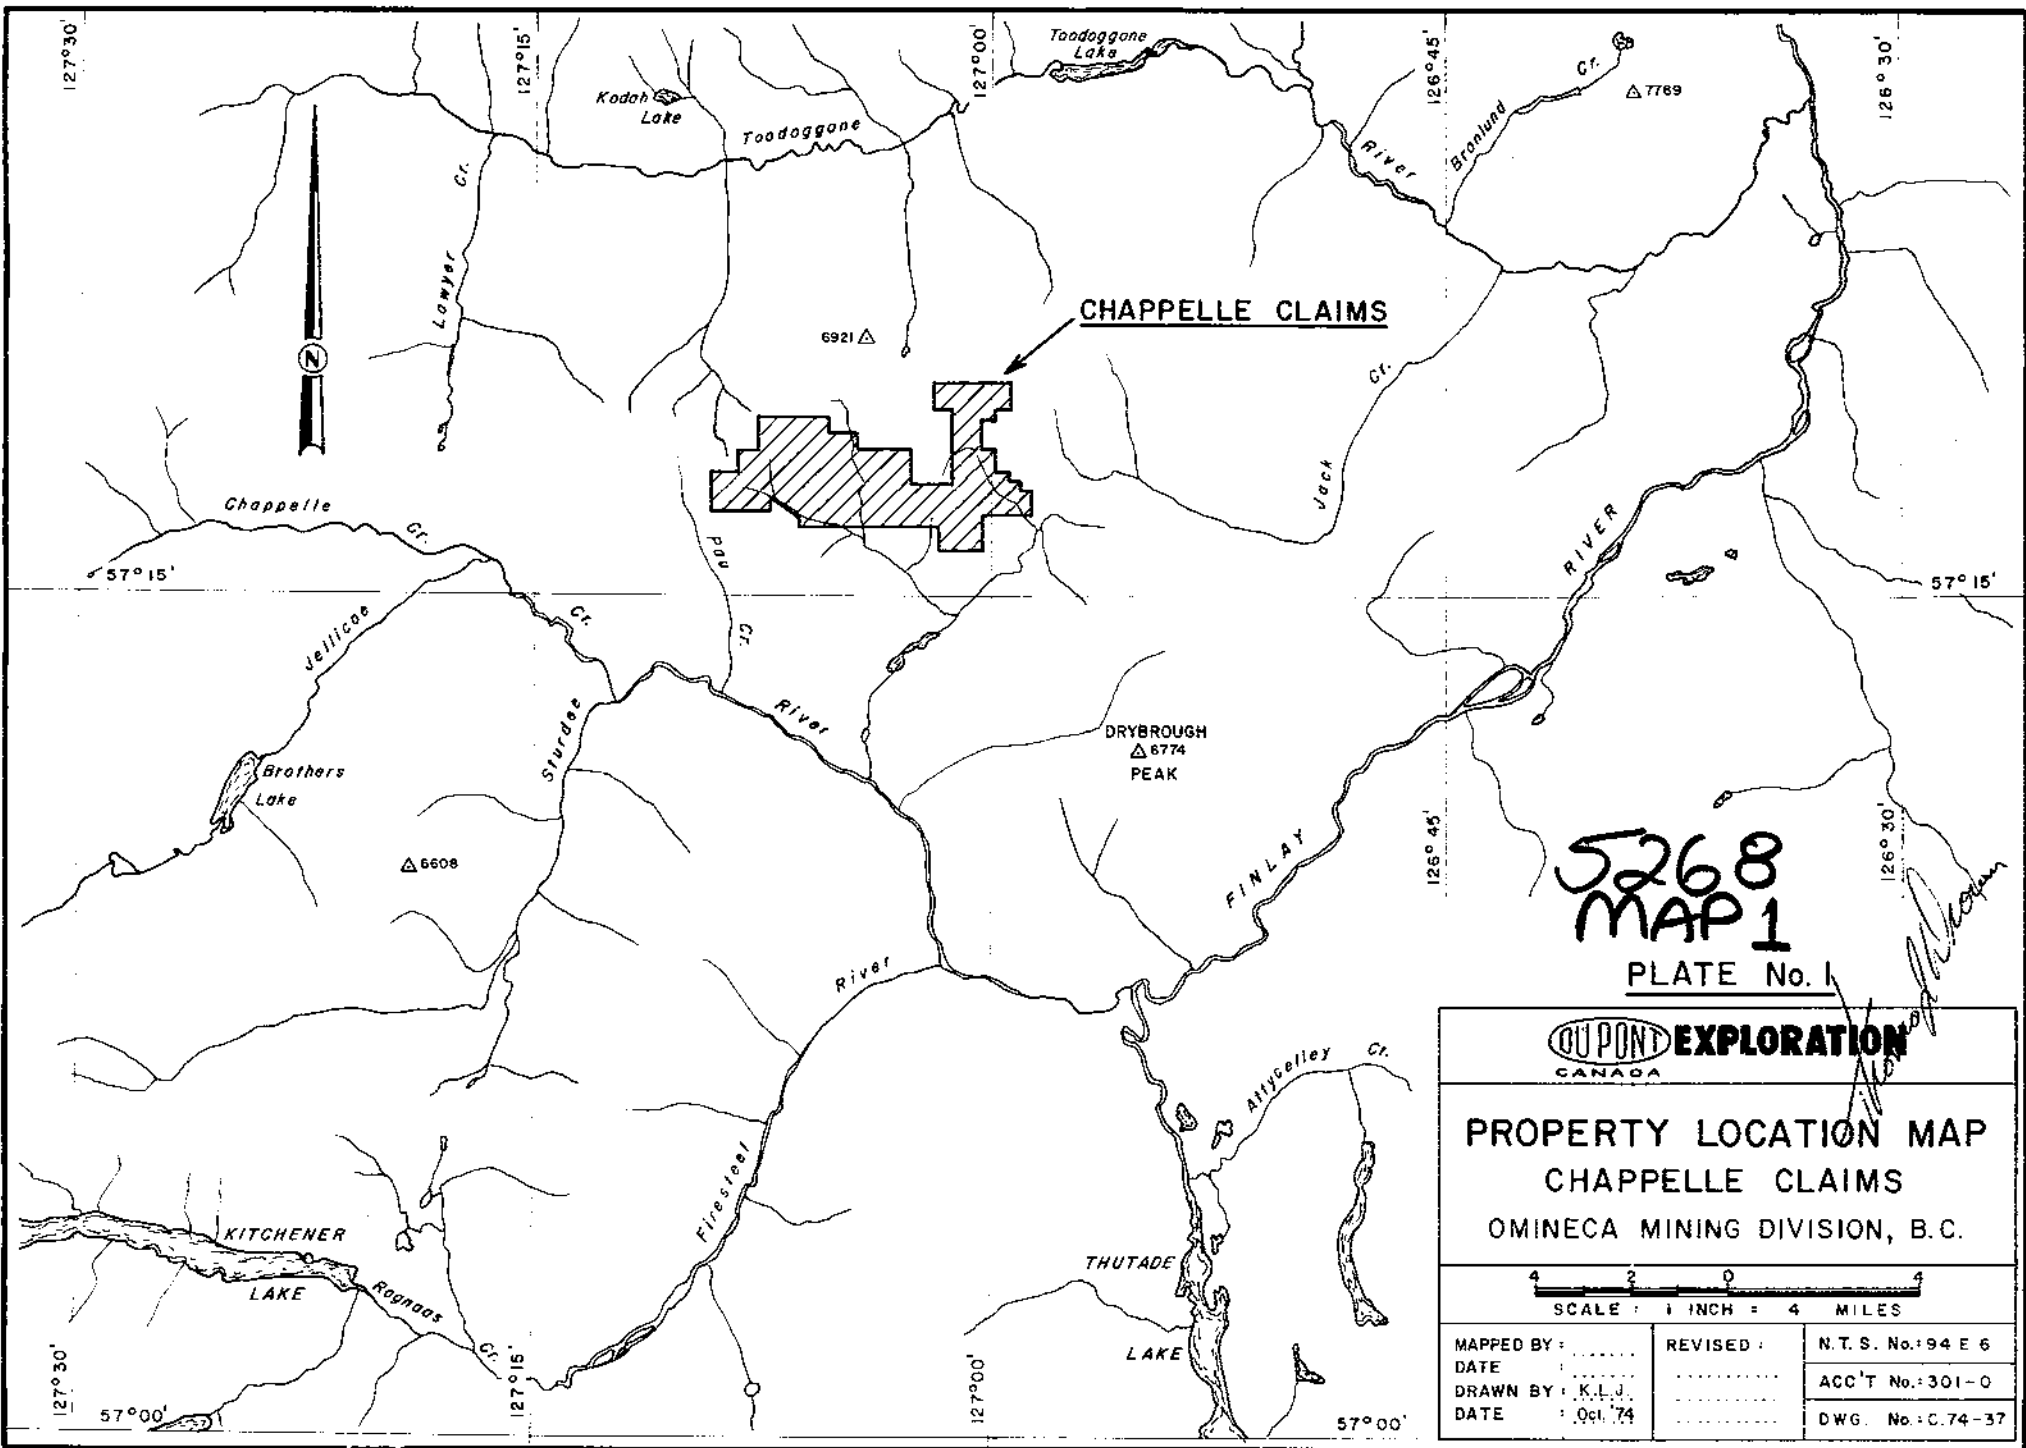 127°30'
127°15'
127°00'
126°45'
126°30'
Toodoggone
Lake
Kodah
Lake
Toodoggone
River
Bronlund
Cr.
7769
Lawyer
Cr.
N
6921
CHAPPELLE CLAIMS
Jack
Cr.
Chappelle
Cr.
57°15'
57°15'
Pau
Cr.
Cr.
Jellicoe
RIVER
Sturdee
River
DRYBROUGH
6774
PEAK
Brothers
Lake
6608
FINLAY
126°45'
126°30'
5268
MAP 1
PLATE No. 1
River
Firesteel
Attycelley Cr.
KITCHENER
LAKE
Rognaas
Cr.
THUTADE
LAKE
127°30'
127°15'
127°00'
57°00'
57°00'
DU PONT EXPLORATION
CANADA
PROPERTY LOCATION MAP
CHAPPELLE CLAIMS
OMINECA MINING DIVISION, B.C.
4 2 0 4
SCALE : 1 INCH = 4 MILES
MAPPED BY : .......
DATE : .......
DRAWN BY : K.L.J.
DATE : Oct. '74
REVISED :
N.T.S. No.: 94 E 6
ACC'T No.: 301-0
DWG. No.: C.74-37